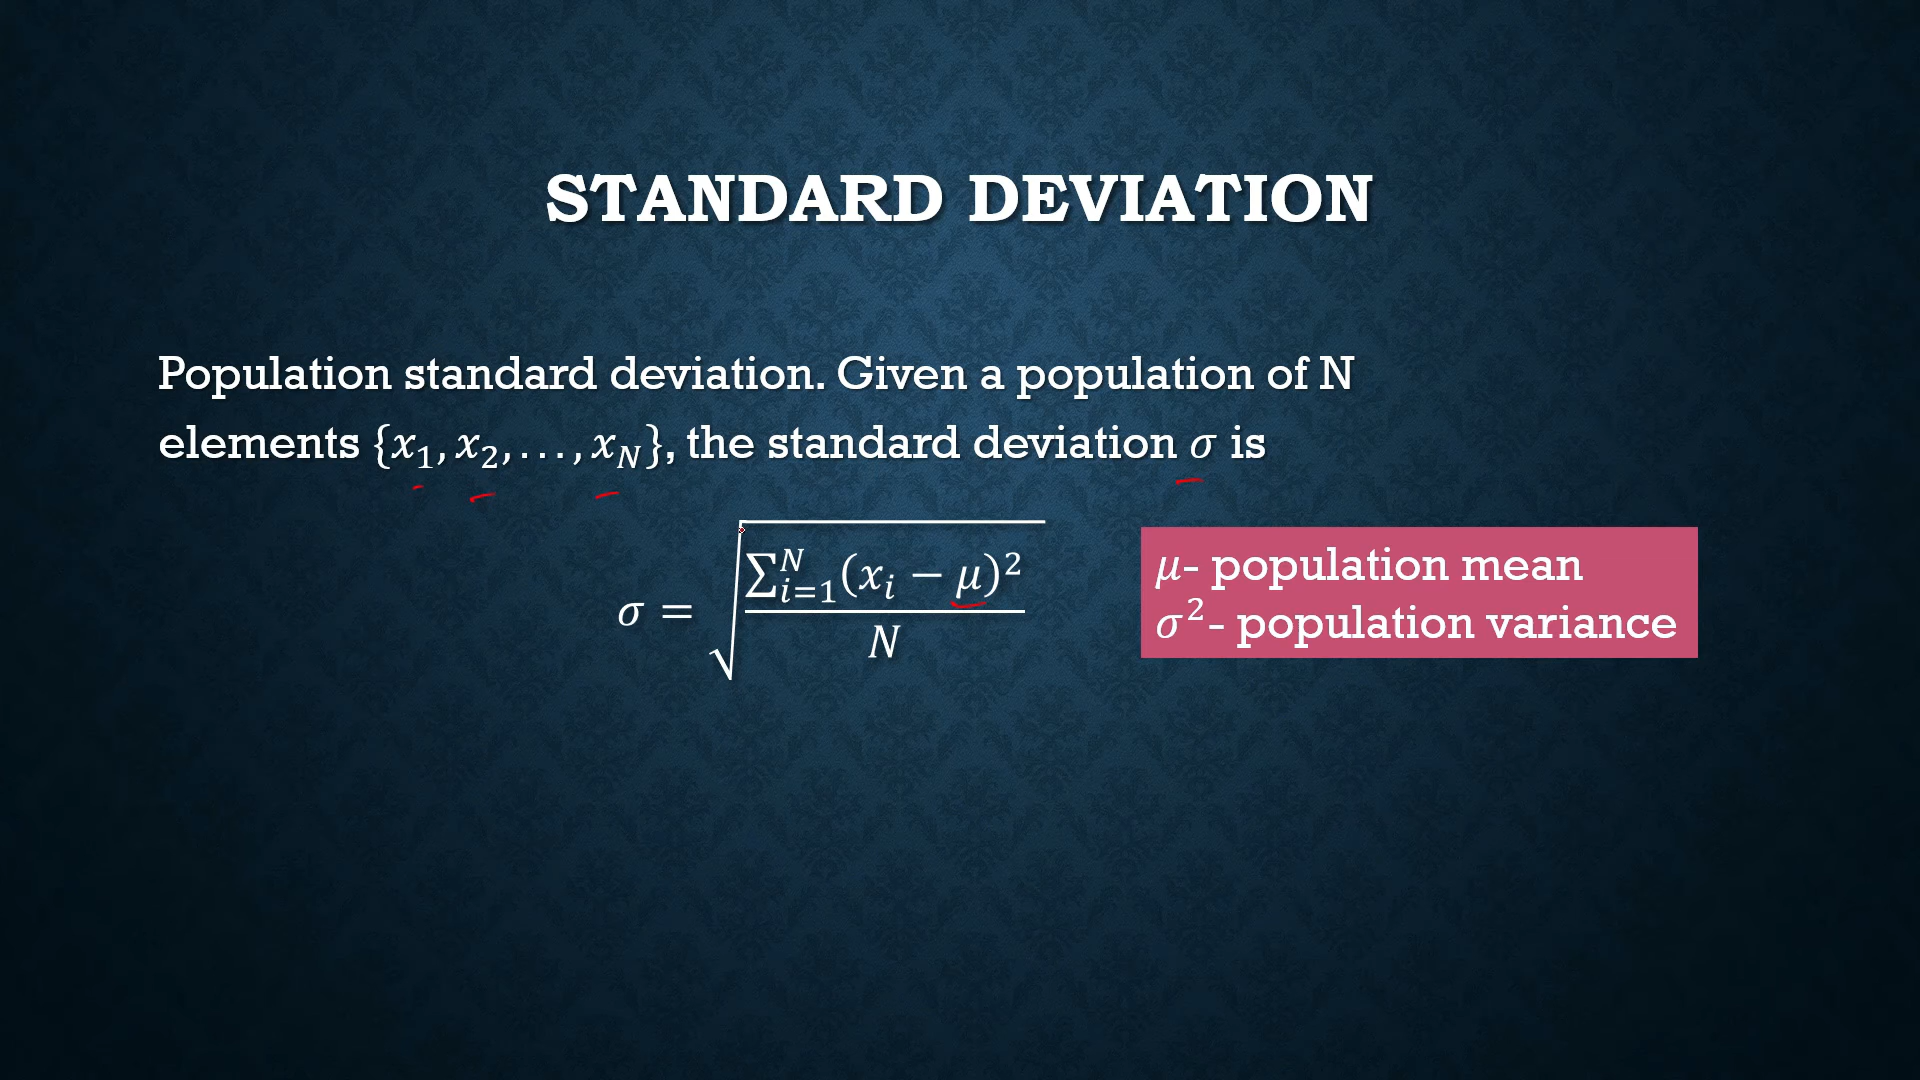 STANDARD DEVIATION
Population standard deviation. Given a population of N
elements {x₁, x₂, . . . , x_N}, the standard deviation σ is
σ = √(∑ᵢ₌₁ᴺ (xᵢ − μ)² / N)
μ- population mean
σ²- population variance